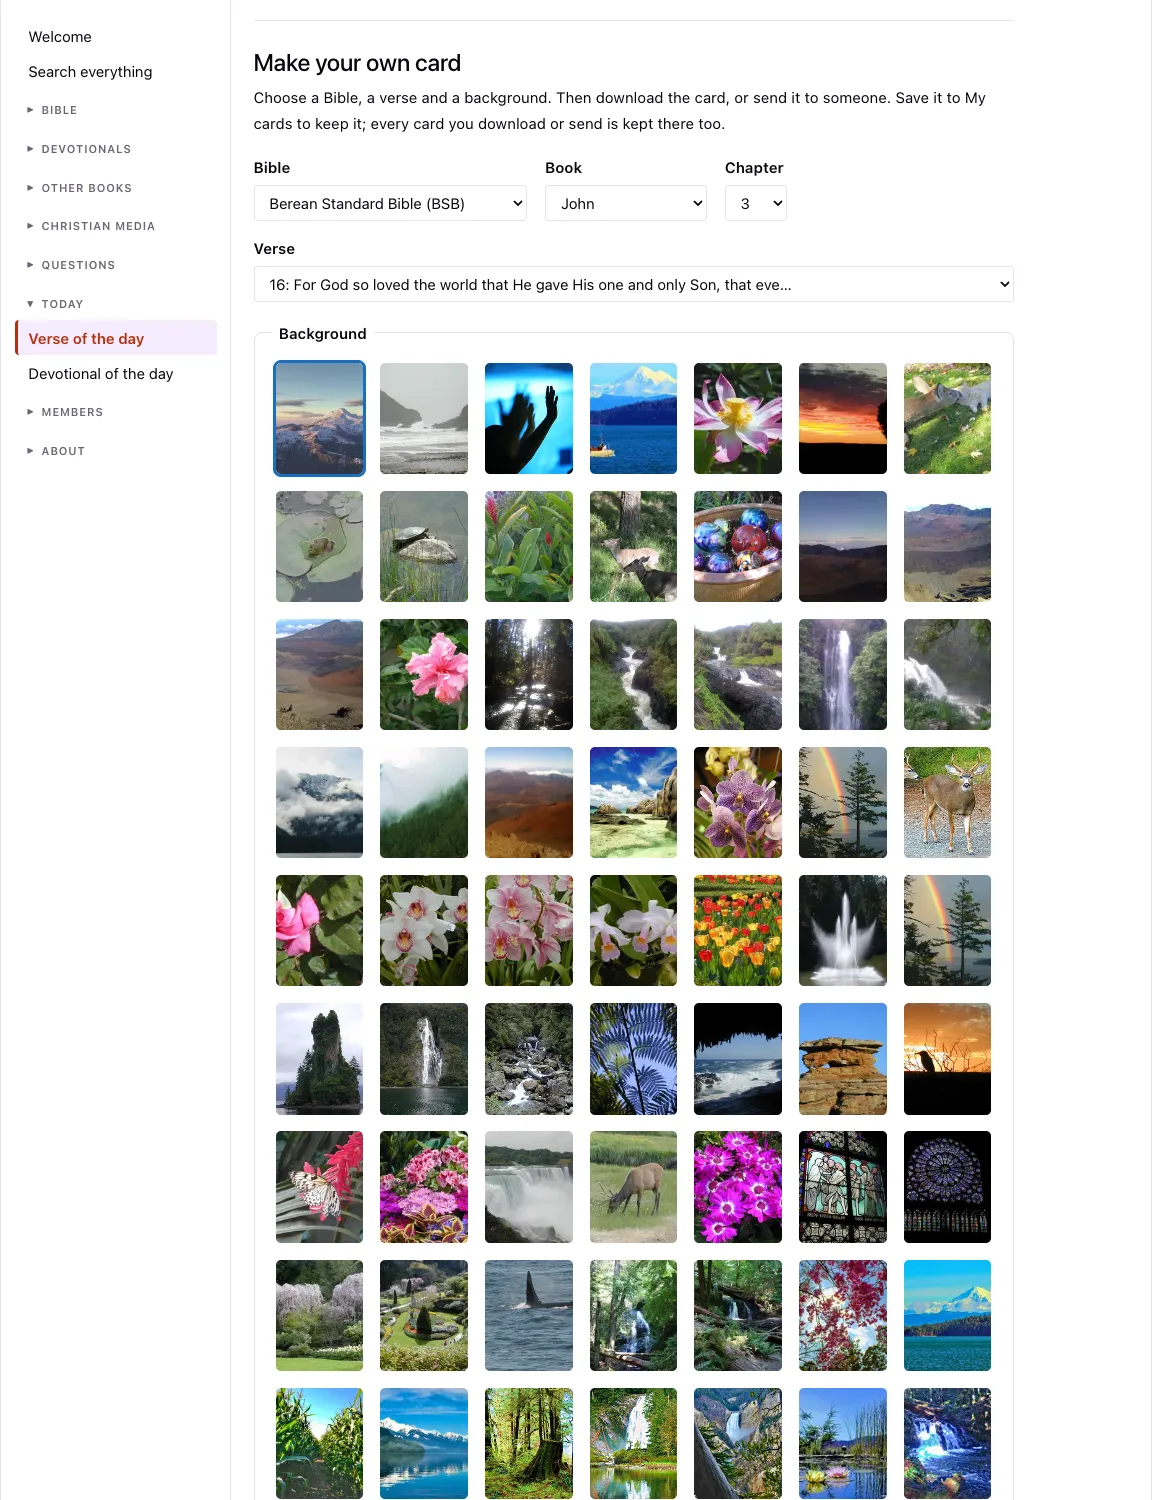 Welcome
Search everything
BIBLE
DEVOTIONALS
OTHER BOOKS
CHRISTIAN MEDIA
QUESTIONS
TODAY
Verse of the day
Devotional of the day
MEMBERS
ABOUT
Make your own card
Choose a Bible, a verse and a background. Then download the card, or send it to someone. Save it to My
cards to keep it; every card you download or send is kept there too.
Bible Book Chapter
Berean Standard Bible (BSB) John 3
Verse
16: For God so loved the world that He gave His one and only Son, that eve...
Background